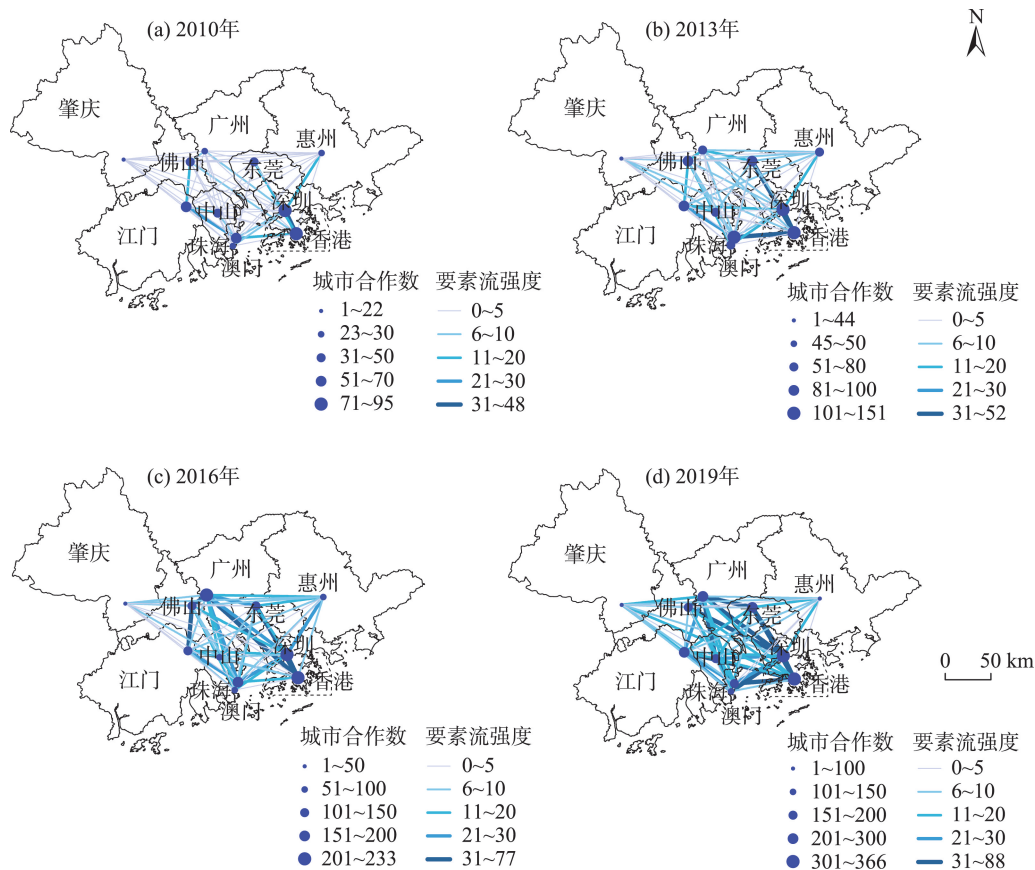 (a) 2010年
肇庆
广州
惠州
佛山
东莞
深圳
中山
江门
珠海
香港
澳门
城市合作数 要素流强度
1~22 0~5
23~30 6~10
31~50 11~20
51~70 21~30
71~95 31~48
(b) 2013年
N
肇庆
广州
惠州
佛山
东莞
深圳
中山
江门
珠海
香港
澳门
城市合作数 要素流强度
1~44 0~5
45~50 6~10
51~80 11~20
81~100 21~30
101~151 31~52
(c) 2016年
肇庆
广州
惠州
佛山
东莞
深圳
中山
江门
珠海
香港
澳门
城市合作数 要素流强度
1~50 0~5
51~100 6~10
101~150 11~20
151~200 21~30
201~233 31~77
(d) 2019年
肇庆
广州
惠州
佛山
东莞
深圳
中山
江门
珠海
香港
澳门
0 50 km
城市合作数 要素流强度
1~100 0~5
101~150 6~10
151~200 11~20
201~300 21~30
301~366 31~88